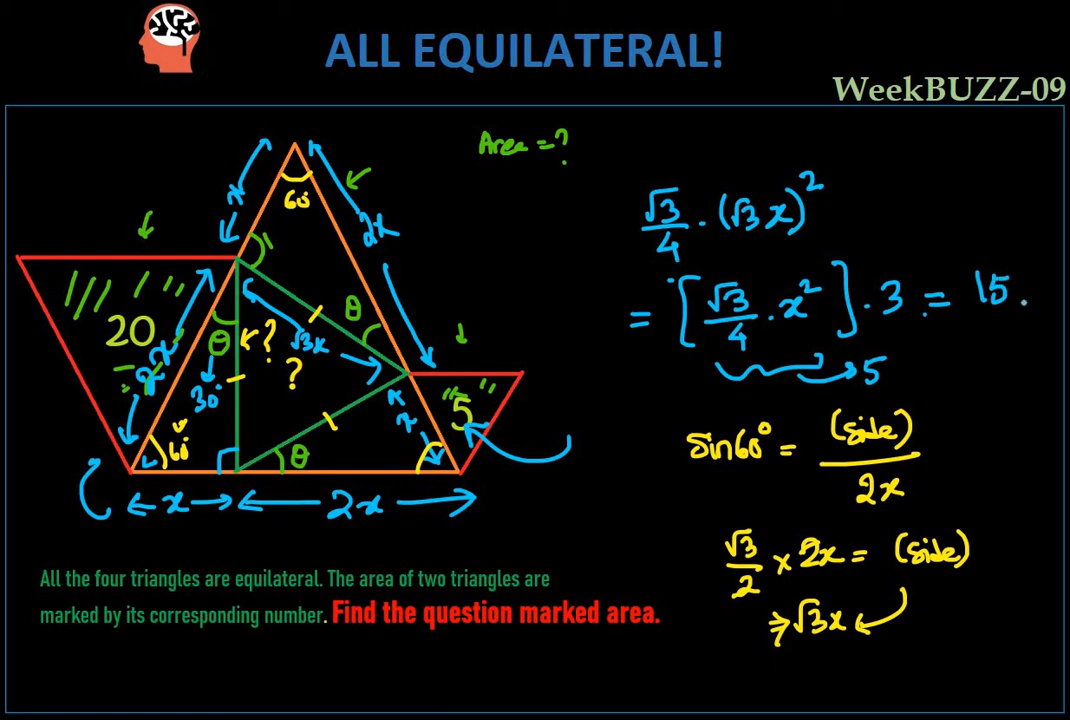 ALL EQUILATERAL!
WeekBUZZ-09
Area = ?
60°
x
2x
θ
θ
20
θ
?
√3x
?
2x
30°
x
5
60°
θ
x
2x
√3/4 · (√3 x)²
= [√3/4 · x²] · 3 = 15.
5
sin60° = (side)/2x
√3/2 × 2x = (side)
⇒ √3x
All the four triangles are equilateral. The area of two triangles are
marked by its corresponding number. Find the question marked area.